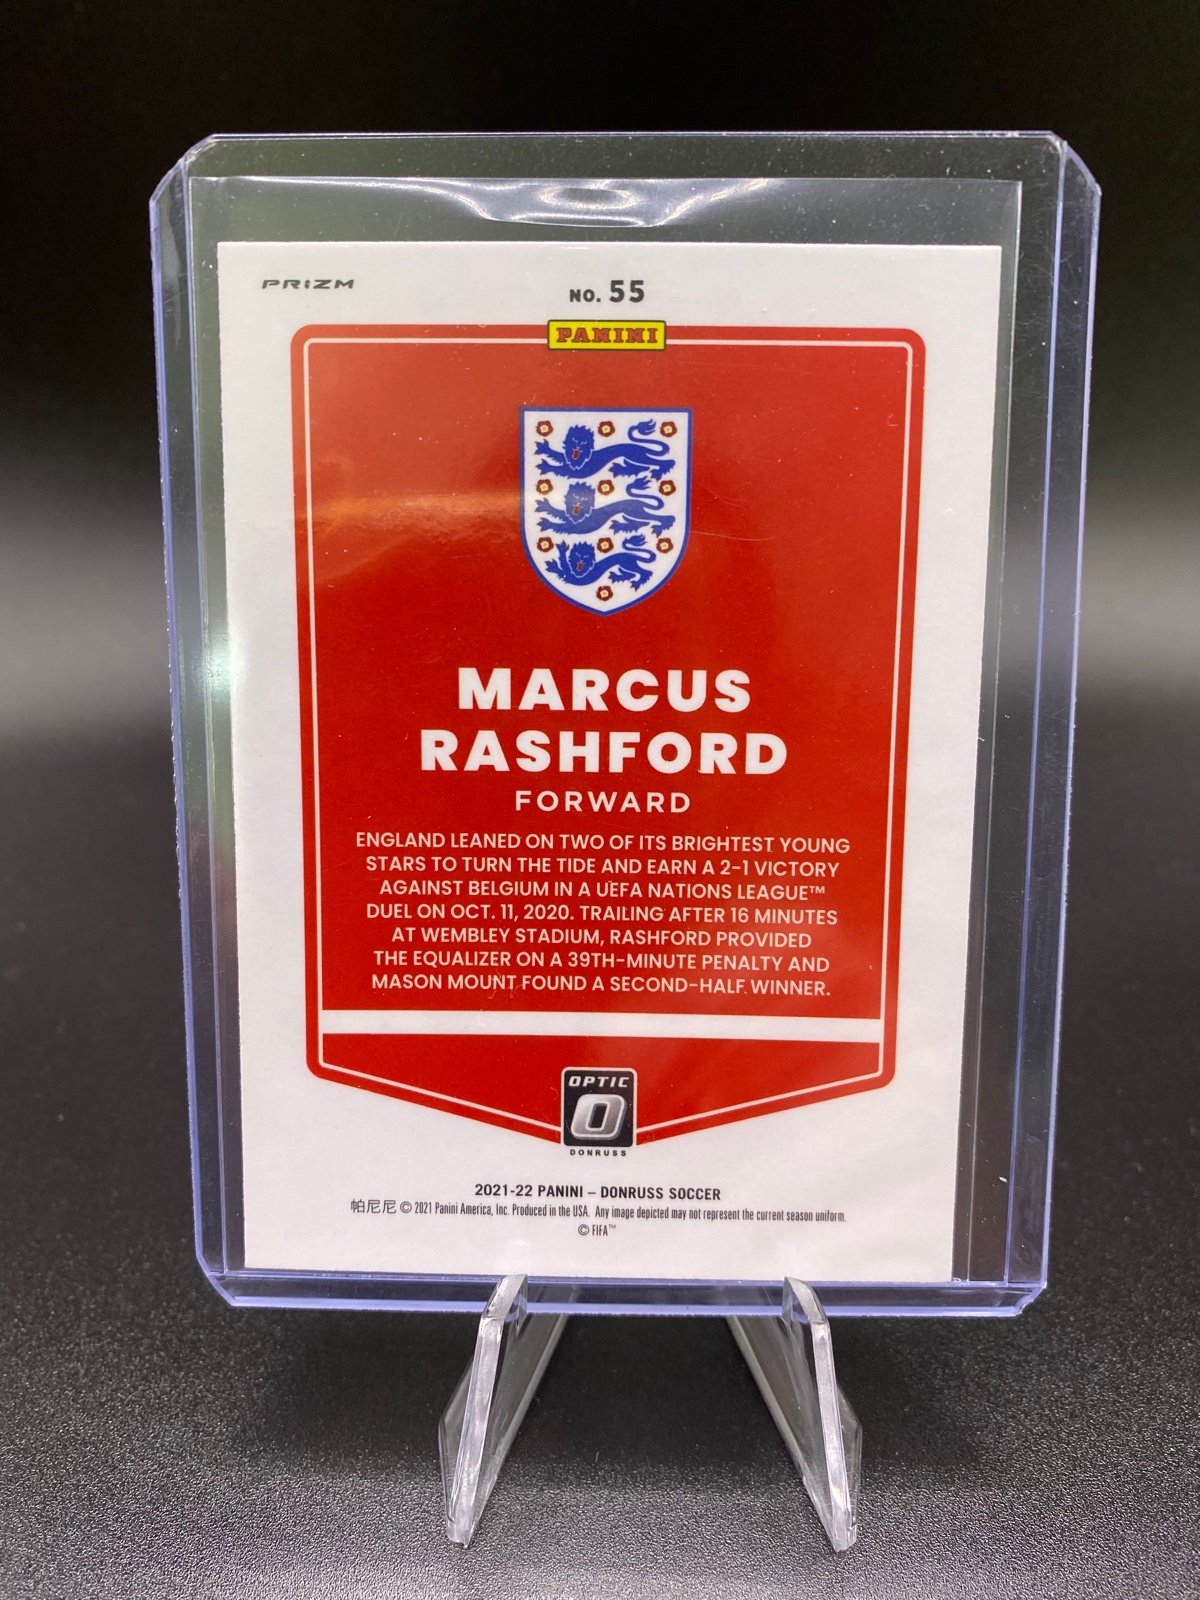 PRIZM
NO. 55
PANINI
MARCUS
RASHFORD
FORWARD
ENGLAND LEANED ON TWO OF ITS BRIGHTEST YOUNG
STARS TO TURN THE TIDE AND EARN A 2-1 VICTORY
AGAINST BELGIUM IN A UEFA NATIONS LEAGUE™
DUEL ON OCT. 11, 2020. TRAILING AFTER 16 MINUTES
AT WEMBLEY STADIUM, RASHFORD PROVIDED
THE EQUALIZER ON A 39TH-MINUTE PENALTY AND
MASON MOUNT FOUND A SECOND-HALF WINNER.
OPTIC
O
DONRUSS
2021-22 PANINI – DONRUSS SOCCER
帕尼尼 © 2021 Panini America, Inc. Produced in the USA. Any image depicted may not represent the current season uniform.
© FIFA™